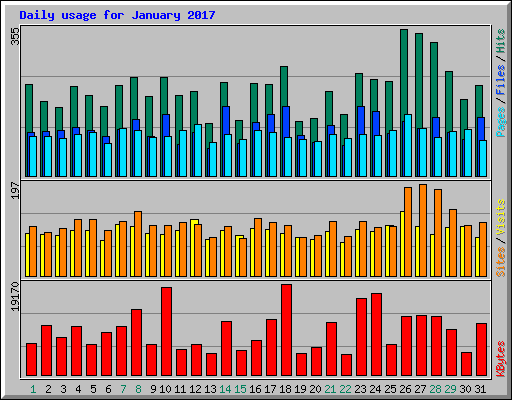 Daily usage for January 2017
355
Pages / Files / Hits
197
Sites / Visits
19170
KBytes
1 2 3 4 5 6 7 8 9 10 11 12 13 14 15 16 17 18 19 20 21 22 23 24 25 26 27 28 29 30 31